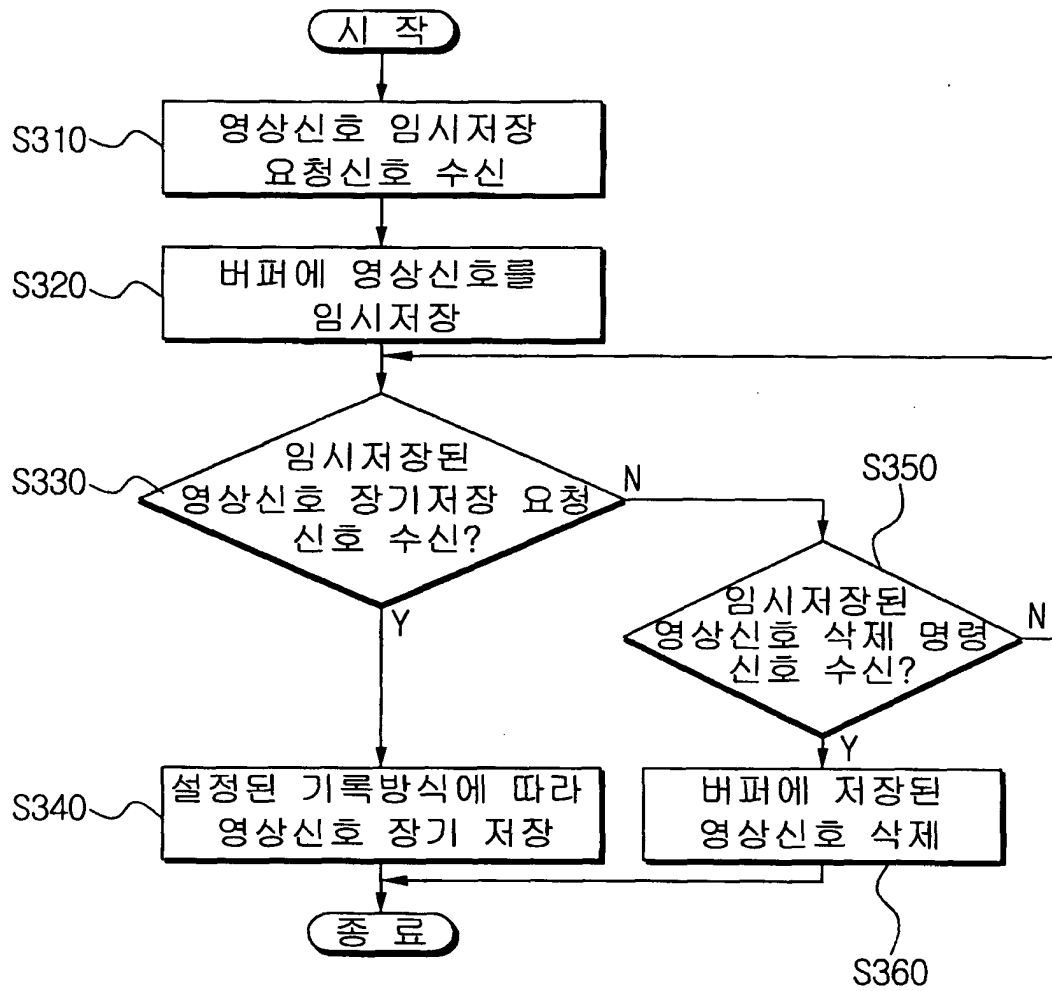 시 작
S310
영상신호 임시저장
요청신호 수신
S320
버퍼에 영상신호를
임시저장
S330
임시저장된
영상신호 장기저장 요청
신호 수신?
N
Y
S350
임시저장된
영상신호 삭제 명령
신호 수신?
N
Y
S340
설정된 기록방식에 따라
영상신호 장기 저장
버퍼에 저장된
영상신호 삭제
S360
종 료